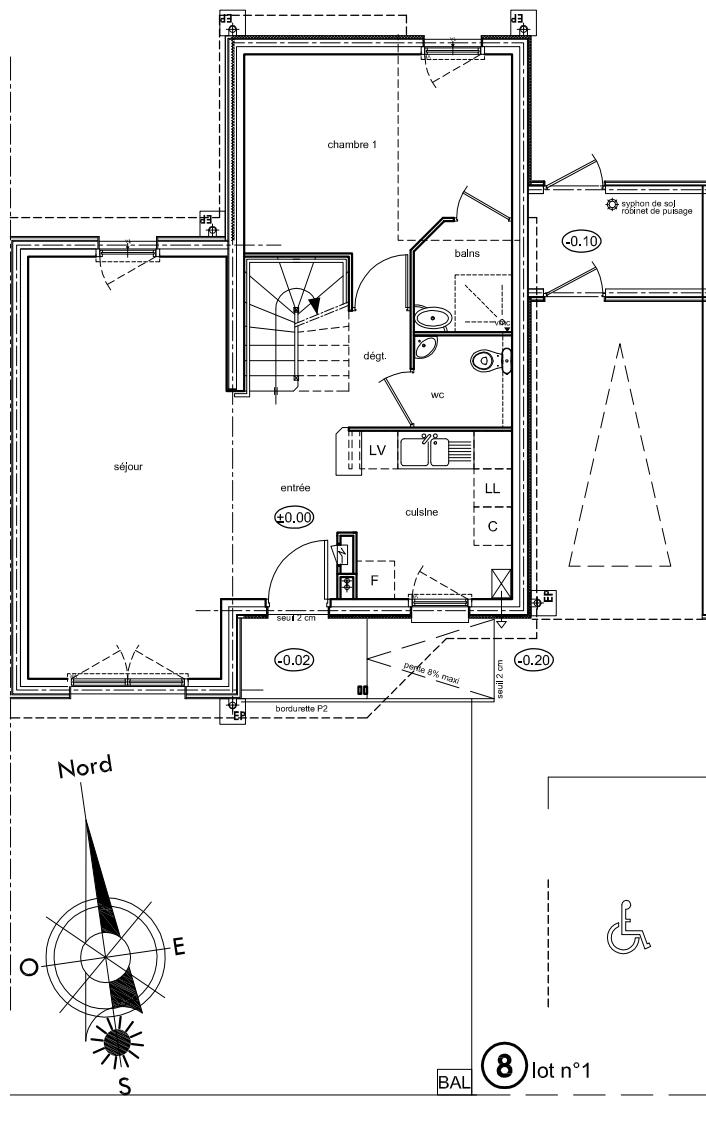 EP
EP
chambre 1
syphon de sol
robinet de puisage
EP
-0.10
bains
dégt.
wc
LV
séjour
LL
entrée
±0.00
cuisine
C
F
EP
seuil 2 cm
-0.02
pente 8% maxi
seuil 2 cm
-0.20
bordurette P2
EP
Nord
E
O
S
8
lot n°1
BAL